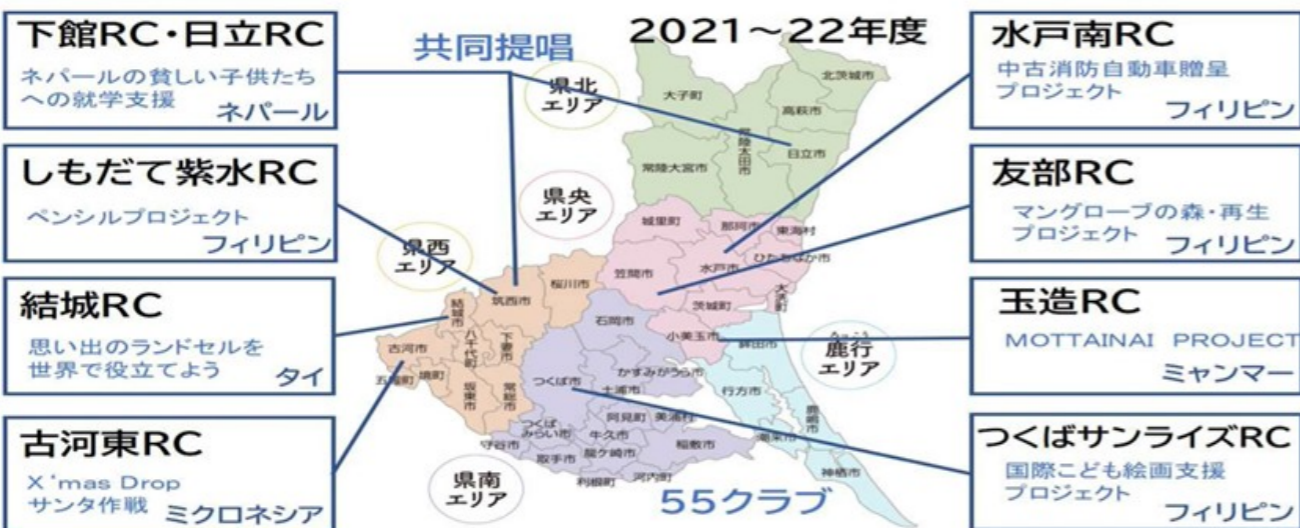 2021～22年度
共同提唱
下館RC・日立RC
ネパールの貧しい子供たち
への就学支援
ネパール
しもだて紫水RC
ペンシルプロジェクト
フィリピン
結城RC
思い出のランドセルを
世界で役立てよう
タイ
古河東RC
X'mas Drop
サンタ作戦
ミクロネシア
県北
エリア
県央
エリア
県西
エリア
県南
エリア
鹿行
エリア
北茨城市
大子町
高萩市
常陸太田市
日立市
常陸大宮市
城里町
那珂市
東海村
ひたちなか市
笠間市
水戸市
茨城町
大洗町
小美玉市
桜川市
筑西市
結城市
古河市
八千代町
下妻市
五霞町
境町
坂東市
常総市
石岡市
かすみがうら市
つくば市
土浦市
阿見町
美浦村
つくば
みらい市
牛久市
稲敷市
守谷市
取手市
龍ケ崎市
利根町
河内町
鉾田市
行方市
鹿嶋市
潮来市
神栖市
55クラブ
水戸南RC
中古消防自動車贈呈
プロジェクト
フィリピン
友部RC
マングローブの森・再生
プロジェクト
フィリピン
玉造RC
MOTTAINAI PROJECT
ミャンマー
つくばサンライズRC
国際こども絵画支援
プロジェクト
フィリピン